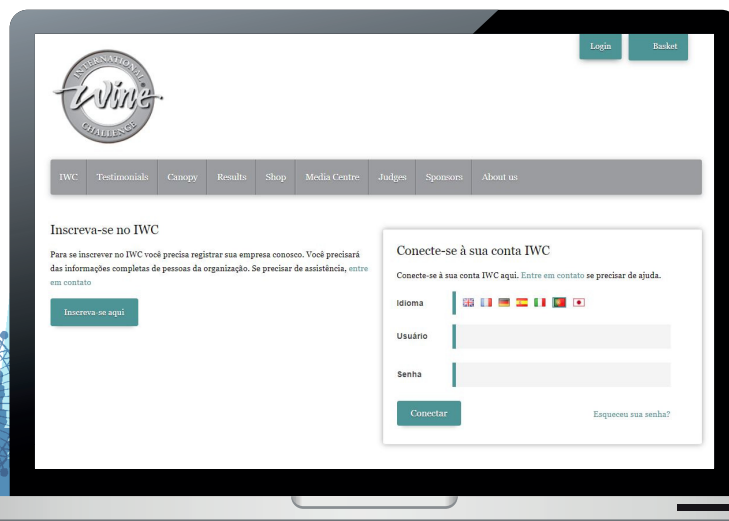 Login
Basket
INTERNATIONAL
Wine
CHALLENGE
IWC
Testimonials
Canopy
Results
Shop
Media Centre
Judges
Sponsors
About us
Inscreva-se no IWC
Para se inscrever no IWC você precisa registrar sua empresa conosco. Você precisará
das informações completas de pessoas da organização. Se precisar de assistência, entre
em contato
Inscreva-se aqui
Conecte-se à sua conta IWC
Conecte-se à sua conta IWC aqui. Entre em contato se precisar de ajuda.
Idioma
Usuário
Senha
Conectar
Esqueceu sua senha?